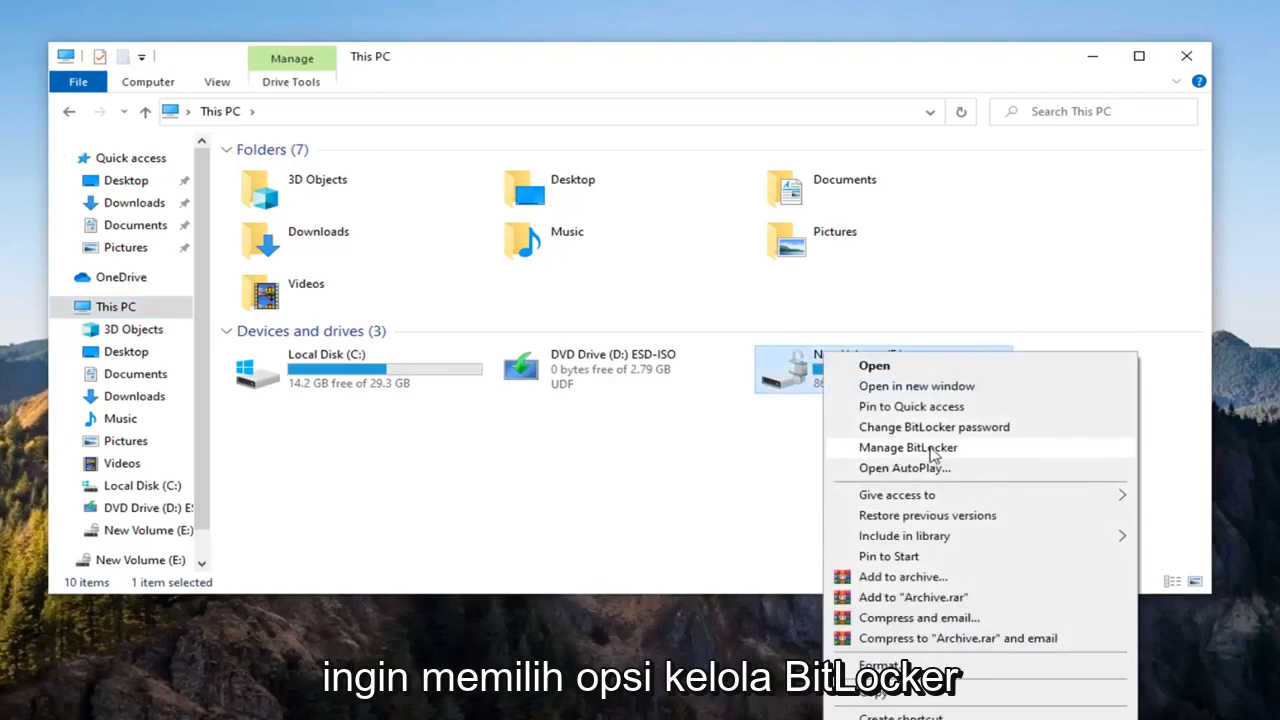 Manage
This PC
File
Computer
View
Drive Tools
This PC
Search This PC
Quick access
Desktop
Downloads
Documents
Pictures
OneDrive
This PC
3D Objects
Desktop
Documents
Downloads
Music
Pictures
Videos
Local Disk (C:)
DVD Drive (D:) ES
New Volume (E:)
New Volume (E:)
Folders (7)
3D Objects
Desktop
Documents
Downloads
Music
Pictures
Videos
Devices and drives (3)
Local Disk (C:)
14.2 GB free of 29.3 GB
DVD Drive (D:) ESD-ISO
0 bytes free of 2.79 GB
UDF
Open
Open in new window
Pin to Quick access
Change BitLocker password
Manage BitLocker
Open AutoPlay...
Give access to
Restore previous versions
Include in library
Pin to Start
Add to archive...
Add to "Archive.rar"
Compress and email...
Compress to "Archive.rar" and email
Format
Copy
Create shortcut
10 items
1 item selected
ingin memilih opsi kelola BitLocker